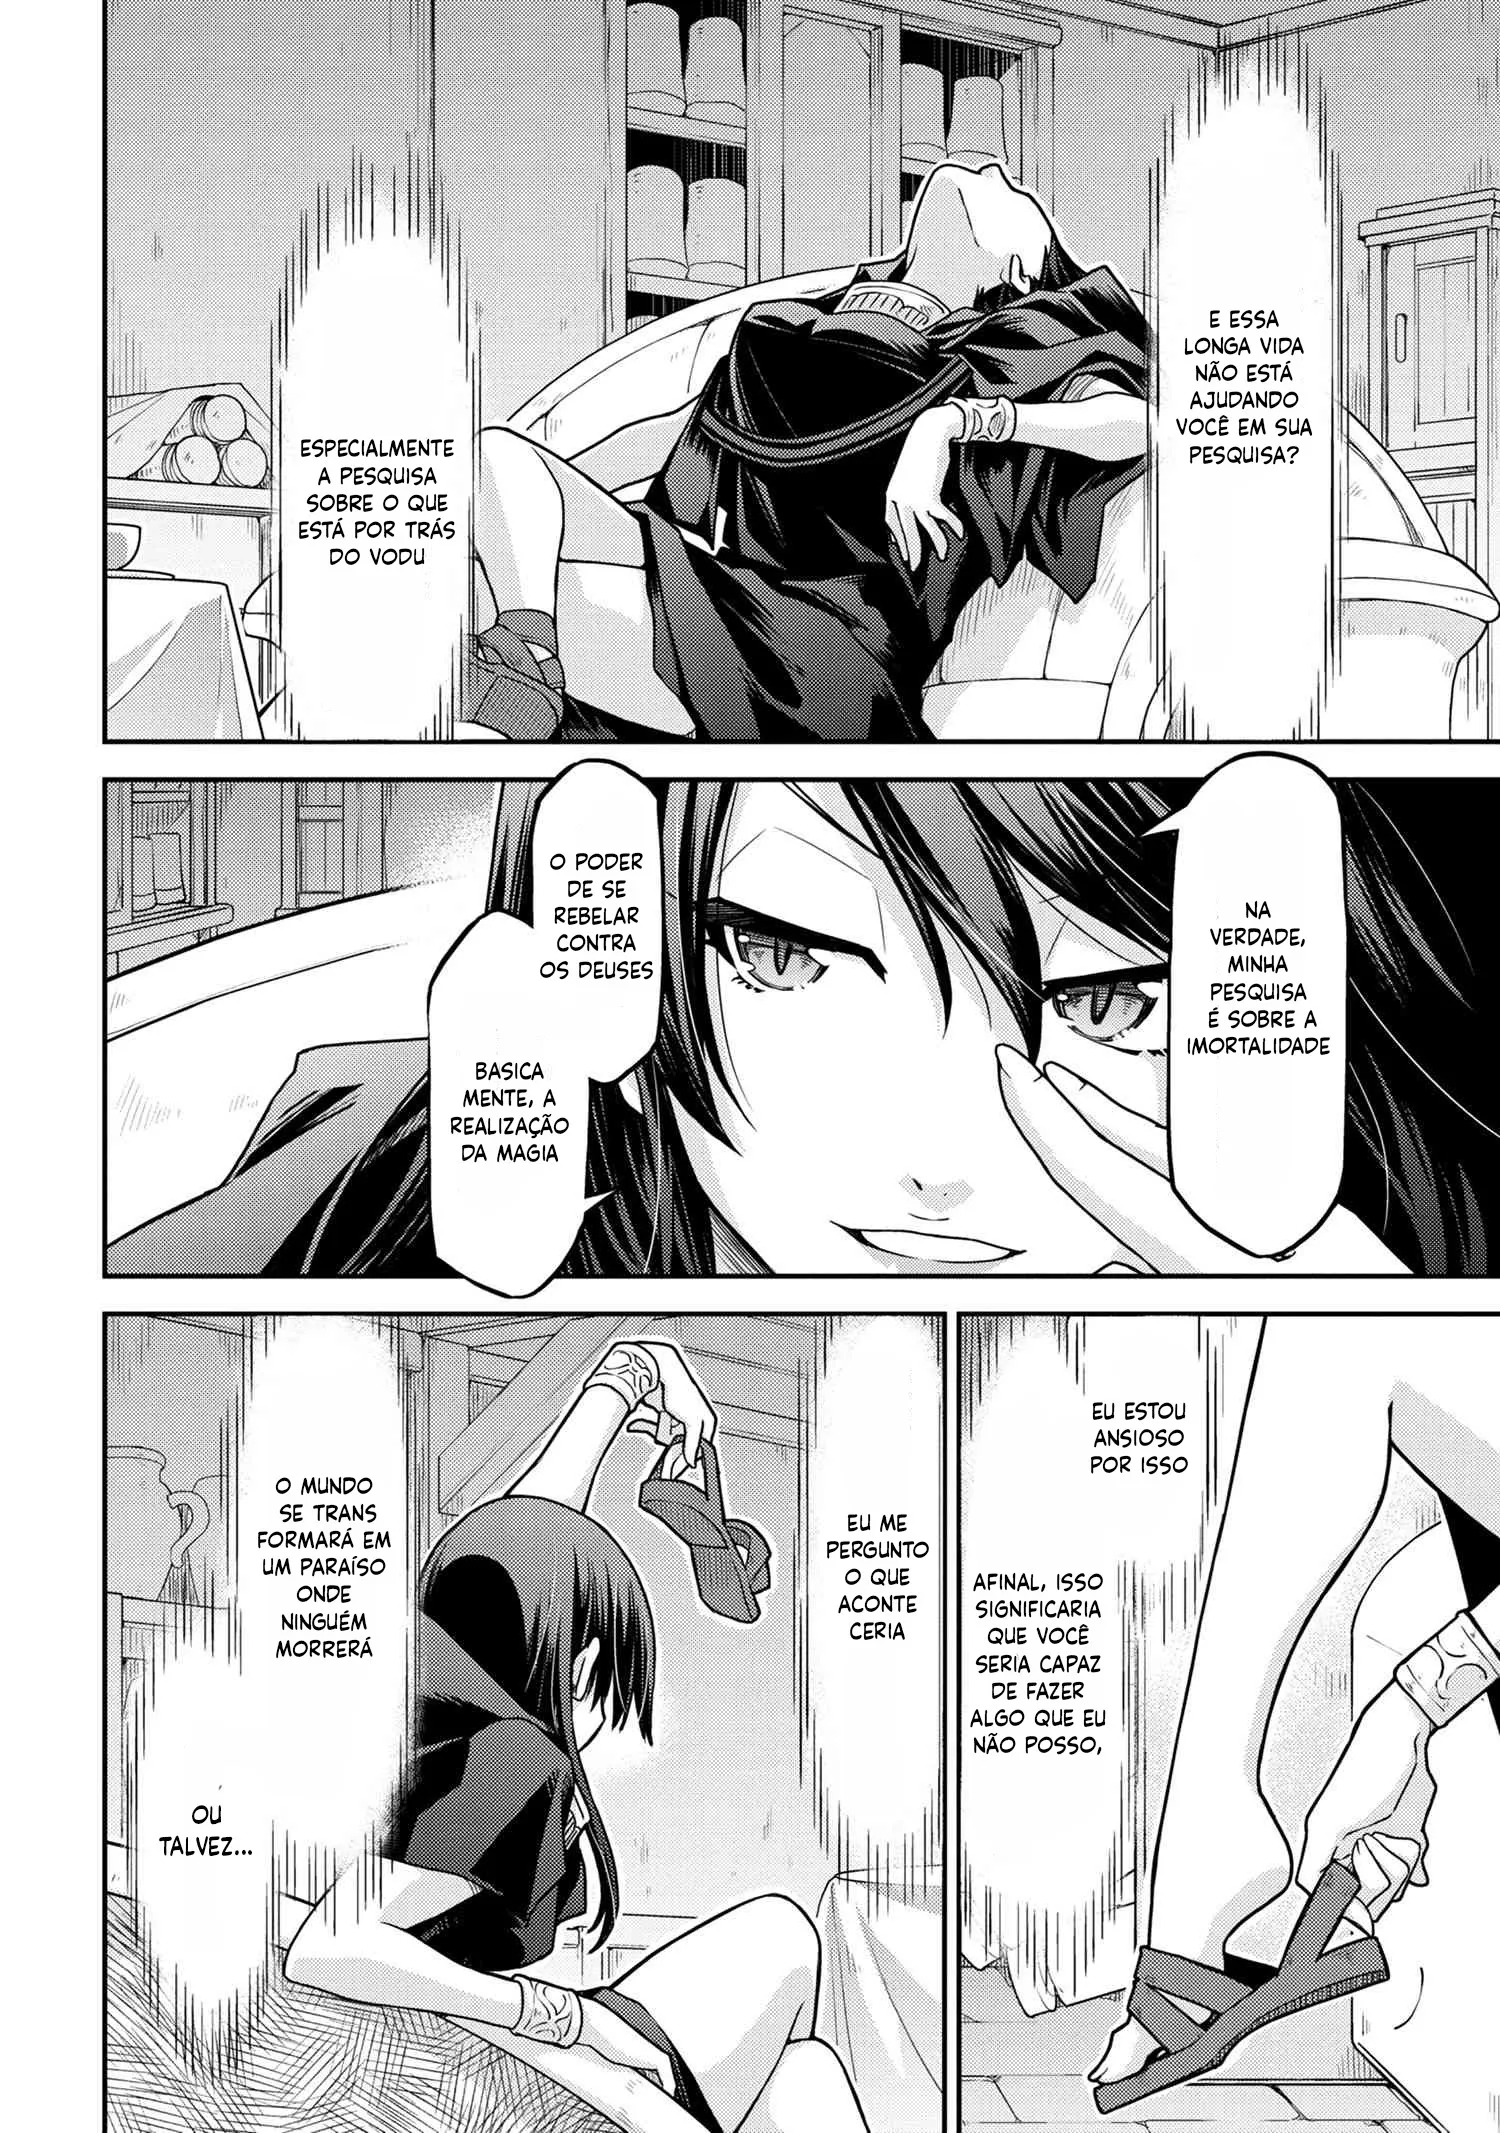 E ESSA
LONGA VIDA
NÃO ESTÁ
AJUDANDO
VOCÊ EM SUA
PESQUISA?
ESPECIALMENTE
A PESQUISA
SOBRE O QUE
ESTÁ POR TRÁS
DO VODU
NA
VERDADE,
MINHA
PESQUISA
É SOBRE A
IMORTALIDADE
O PODER
DE SE
REBELAR
CONTRA
OS DEUSES
BASICA
MENTE, A
REALIZAÇÃO
DA MAGIA
EU ESTOU
ANSIOSO
POR ISSO
AFINAL, ISSO
SIGNIFICARIA
QUE VOCÊ
SERIA CAPAZ
DE FAZER
ALGO QUE EU
NÃO POSSO,
EU ME
PERGUNTO
O QUE
ACONTE
CERIA
O MUNDO
SE TRANS
FORMARÁ EM
UM PARAÍSO
ONDE
NINGUÉM
MORRERÁ
OU
TALVEZ...